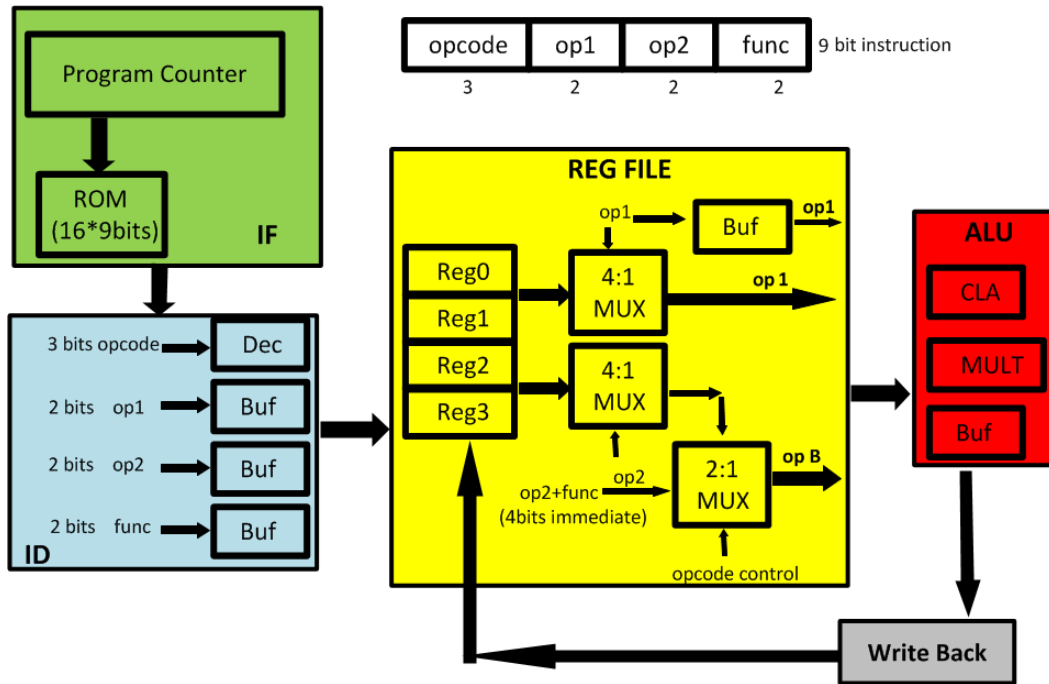 opcode op1 op2 func 9 bit instruction
3 2 2 2
Program Counter
ROM
(16*9bits)
IF
3 bits opcode Dec
2 bits op1 Buf
2 bits op2 Buf
2 bits func Buf
ID
REG FILE
op1 Buf op1
Reg0
Reg1
Reg2
Reg3
4:1
MUX
op 1
4:1
MUX
op2
op2+func
(4bits immediate)
2:1
MUX
op B
opcode control
ALU
CLA
MULT
Buf
Write Back